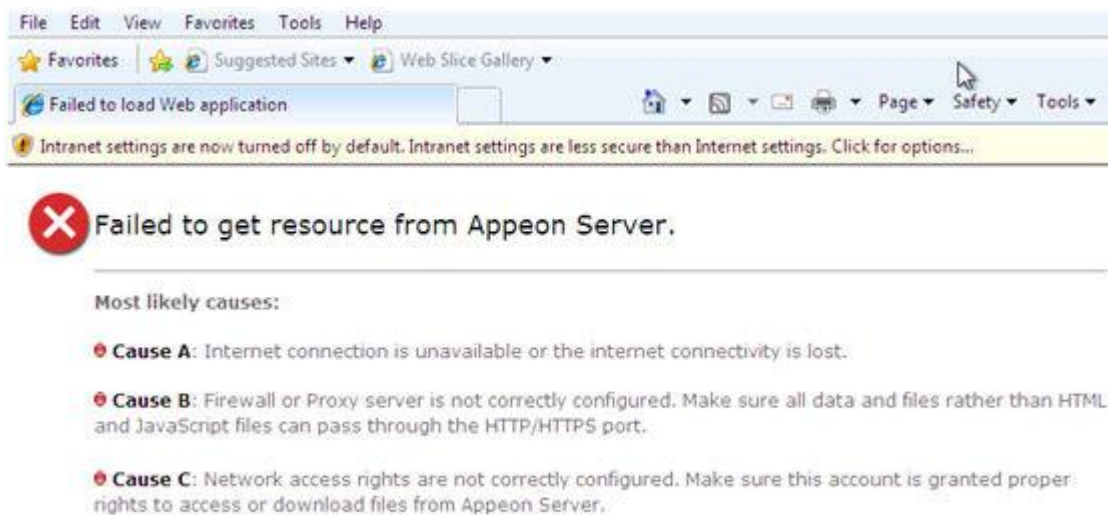 File Edit View Favorites Tools Help
Favorites Suggested Sites Web Slice Gallery
Failed to load Web application Page Safety Tools
Intranet settings are now turned off by default. Intranet settings are less secure than Internet settings. Click for options...
Failed to get resource from Appeon Server.
Most likely causes:
Cause A: Internet connection is unavailable or the internet connectivity is lost.
Cause B: Firewall or Proxy server is not correctly configured. Make sure all data and files rather than HTML
and JavaScript files can pass through the HTTP/HTTPS port.
Cause C: Network access rights are not correctly configured. Make sure this account is granted proper
rights to access or download files from Appeon Server.